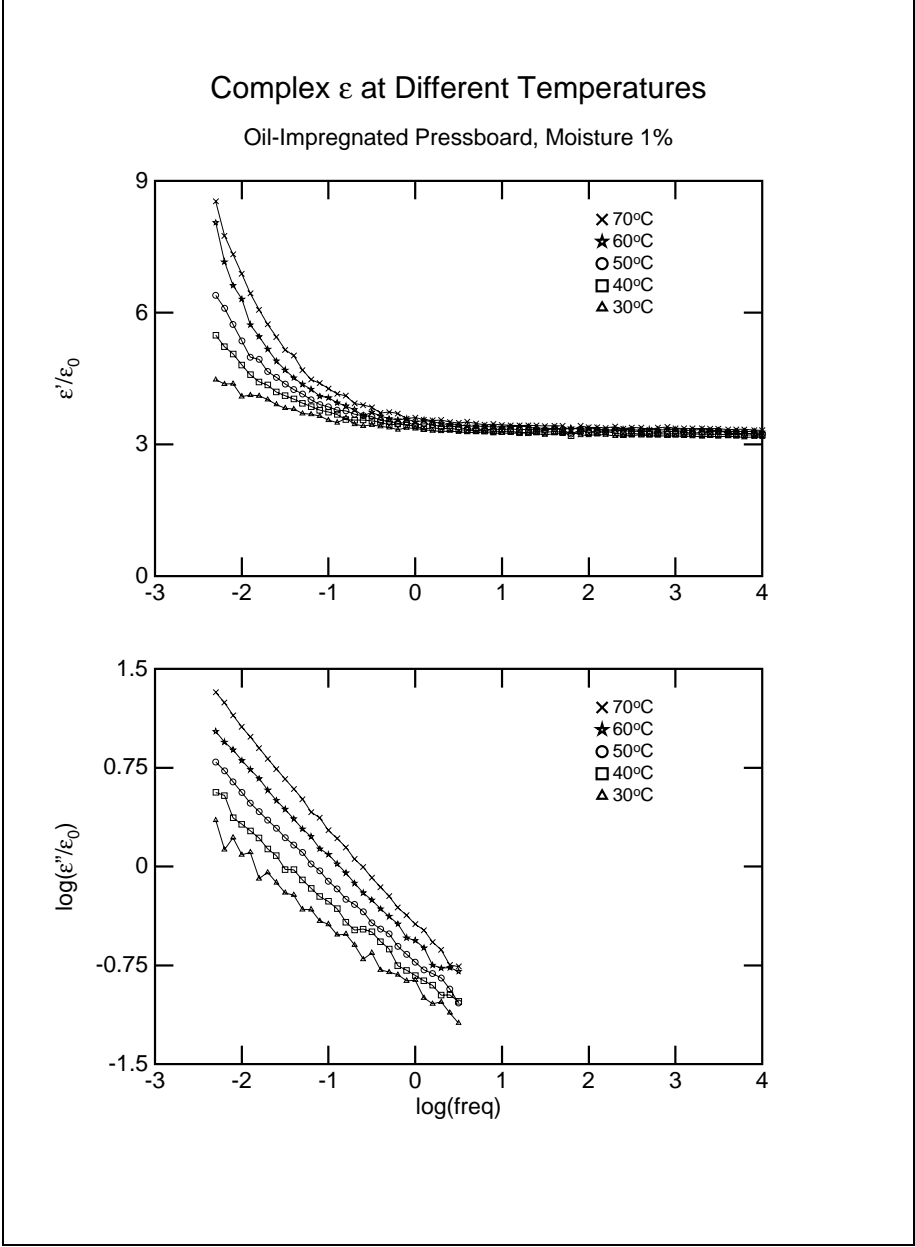 Complex ε at Different Temperatures
Oil-Impregnated Pressboard, Moisture 1%
9
6
3
0
ε'/ε0
-3 -2 -1 0 1 2 3 4
70oC
60oC
50oC
40oC
30oC
1.5
0.75
0
-0.75
-1.5
log(ε"/ε0)
-3 -2 -1 0 1 2 3 4
log(freq)
70oC
60oC
50oC
40oC
30oC